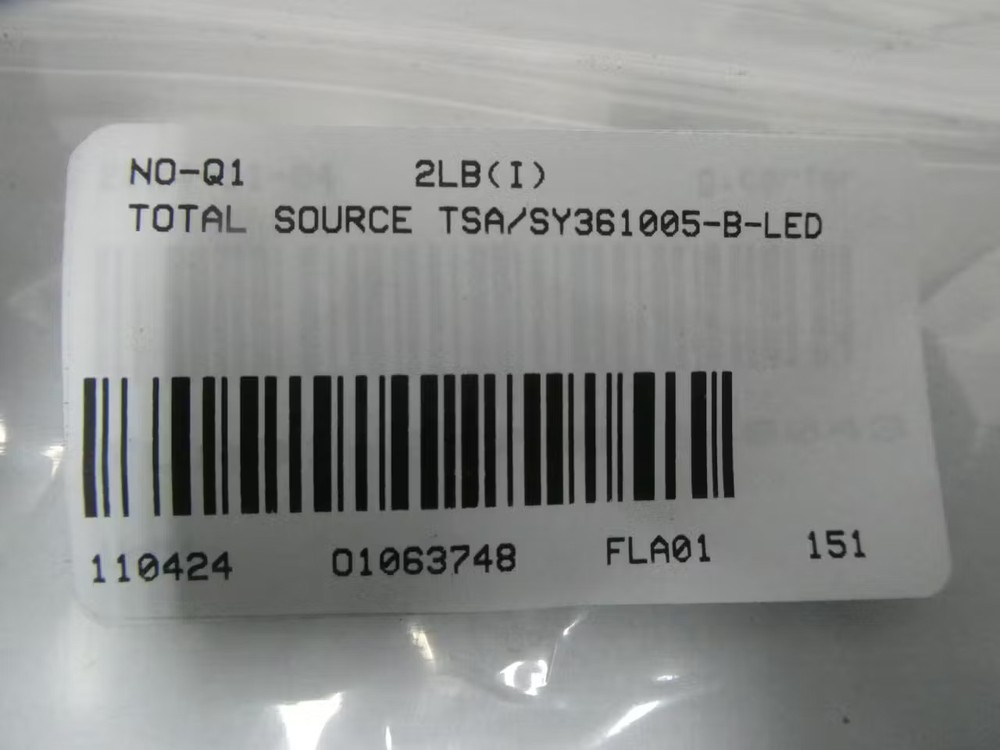 NO-Q1 2LB(I)
TOTAL SOURCE TSA/SY361005-B-LED
110424 01063748 FLA01 151